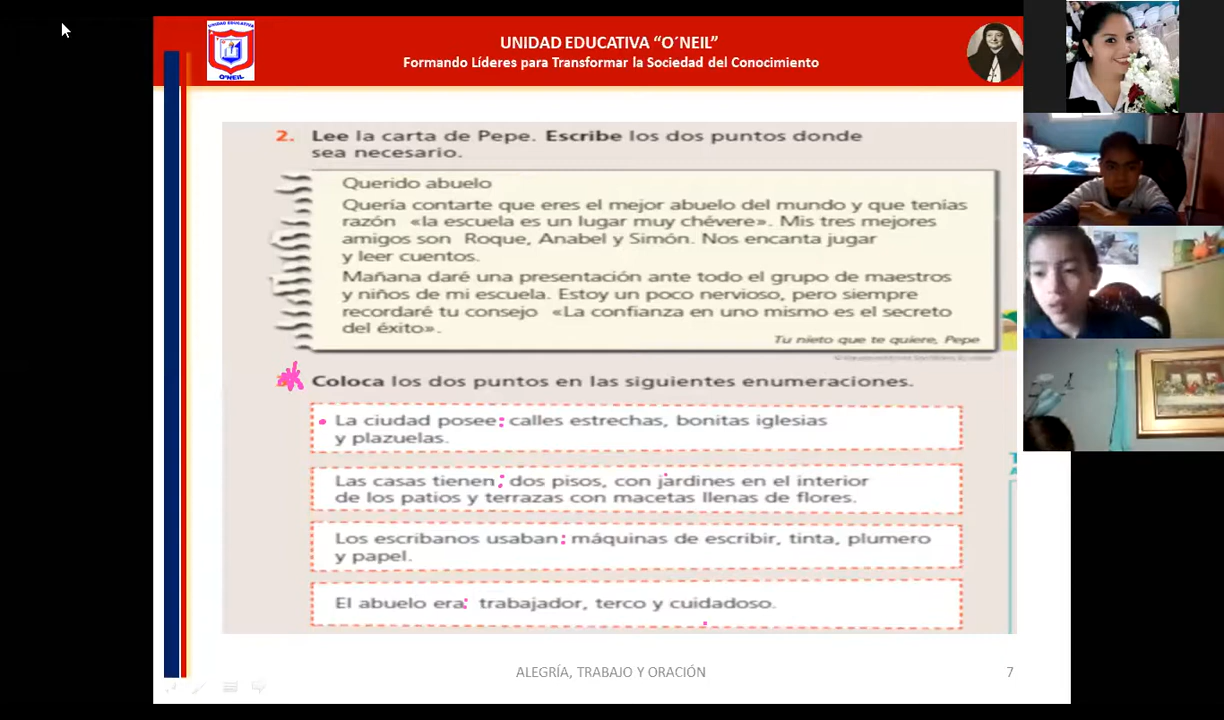 UNIDAD EDUCATIVA
O´NEIL
UNIDAD EDUCATIVA “O´NEIL”
Formando Líderes para Transformar la Sociedad del Conocimiento
2. Lee la carta de Pepe. Escribe los dos puntos donde
sea necesario.
Querido abuelo
Quería contarte que eres el mejor abuelo del mundo y que tenías
razón «la escuela es un lugar muy chévere». Mis tres mejores
amigos son Roque, Anabel y Simón. Nos encanta jugar
y leer cuentos.
Mañana daré una presentación ante todo el grupo de maestros
y niños de mi escuela. Estoy un poco nervioso, pero siempre
recordaré tu consejo «La confianza en uno mismo es el secreto
del éxito».
Tu nieto que te quiere, Pepe
Coloca los dos puntos en las siguientes enumeraciones.
• La ciudad posee: calles estrechas, bonitas iglesias
y plazuelas.
Las casas tienen: dos pisos, con jardines en el interior
de los patios y terrazas con macetas llenas de flores.
Los escribanos usaban: máquinas de escribir, tinta, plumero
y papel.
El abuelo era: trabajador, terco y cuidadoso.
ALEGRÍA, TRABAJO Y ORACIÓN
7